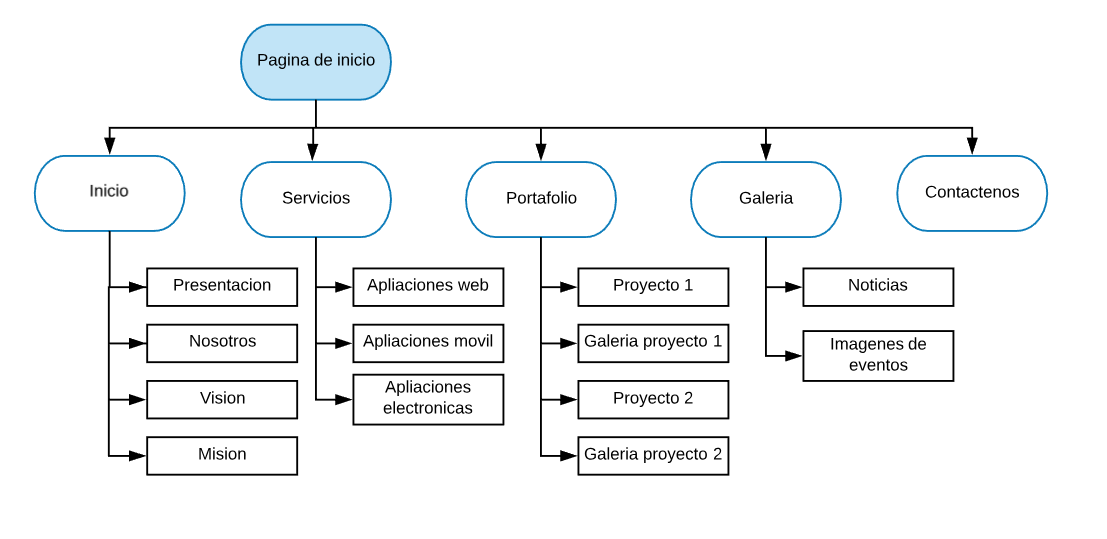 Pagina de inicio
Inicio
Servicios
Portafolio
Galeria
Contactenos
Presentacion
Nosotros
Vision
Mision
Apliaciones web
Apliaciones movil
Apliaciones
electronicas
Proyecto 1
Galeria proyecto 1
Proyecto 2
Galeria proyecto 2
Noticias
Imagenes de
eventos